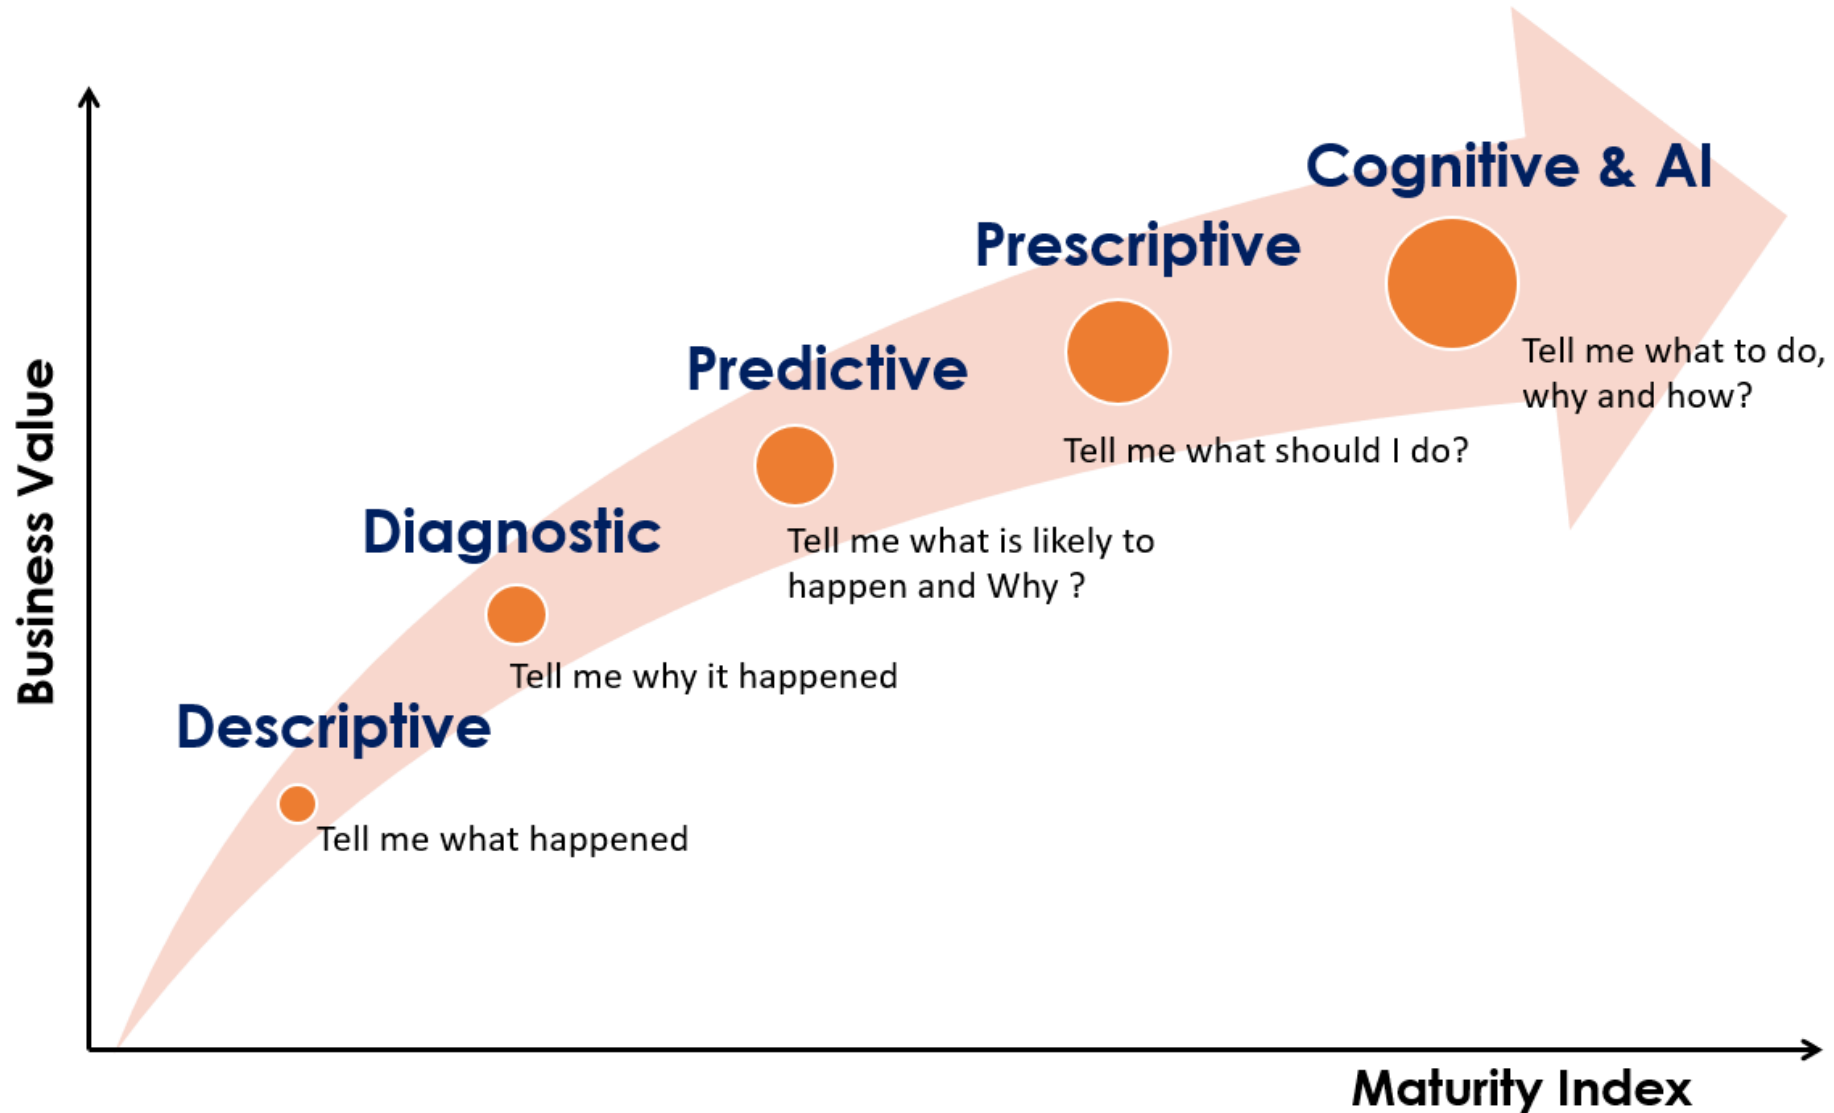 Cognitive & AI
Tell me what to do,
why and how?
Prescriptive
Tell me what should I do?
Predictive
Tell me what is likely to
happen and Why ?
Diagnostic
Tell me why it happened
Descriptive
Tell me what happened
Business Value
Maturity Index